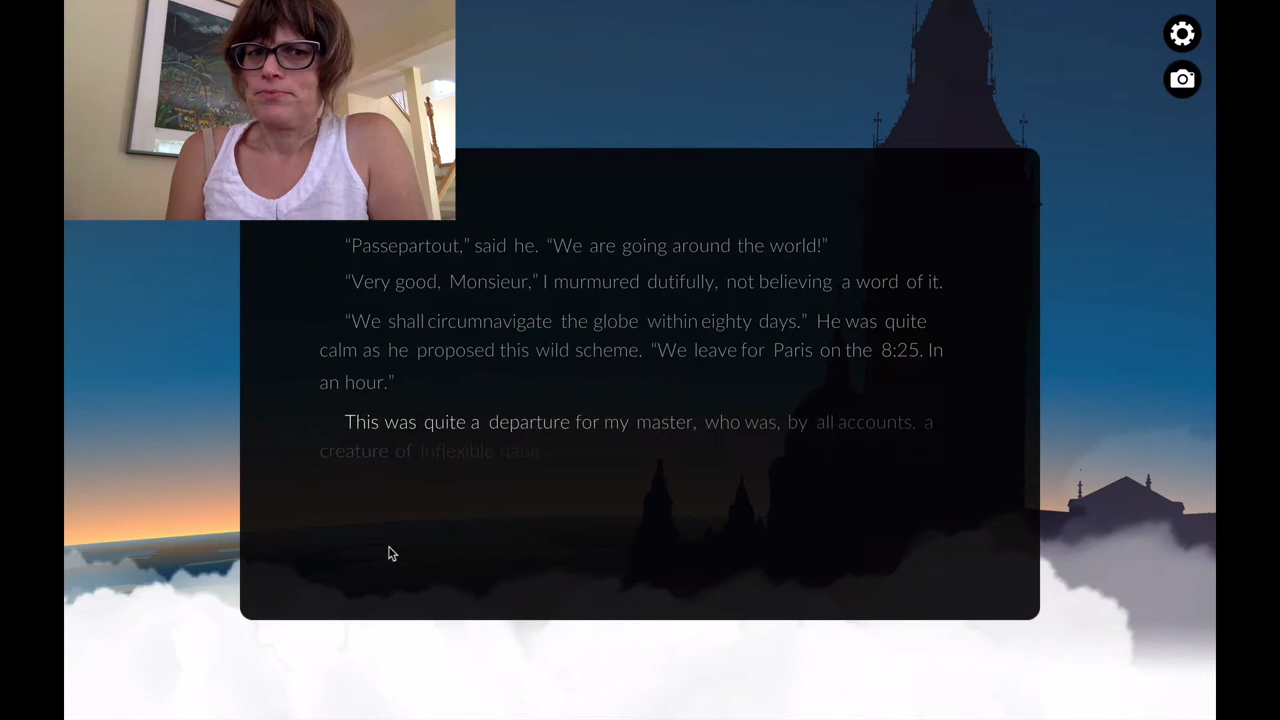 “Passepartout,” said he. “We are going around the world!”
“Very good, Monsieur,” I murmured dutifully, not believing a word of it.
“We shall circumnavigate the globe within eighty days.” He was quite
calm as he proposed this wild scheme. “We leave for Paris on the 8:25. In
an hour.”
This was quite a departure for my master, who was, by all accounts, a
creature of inflexible